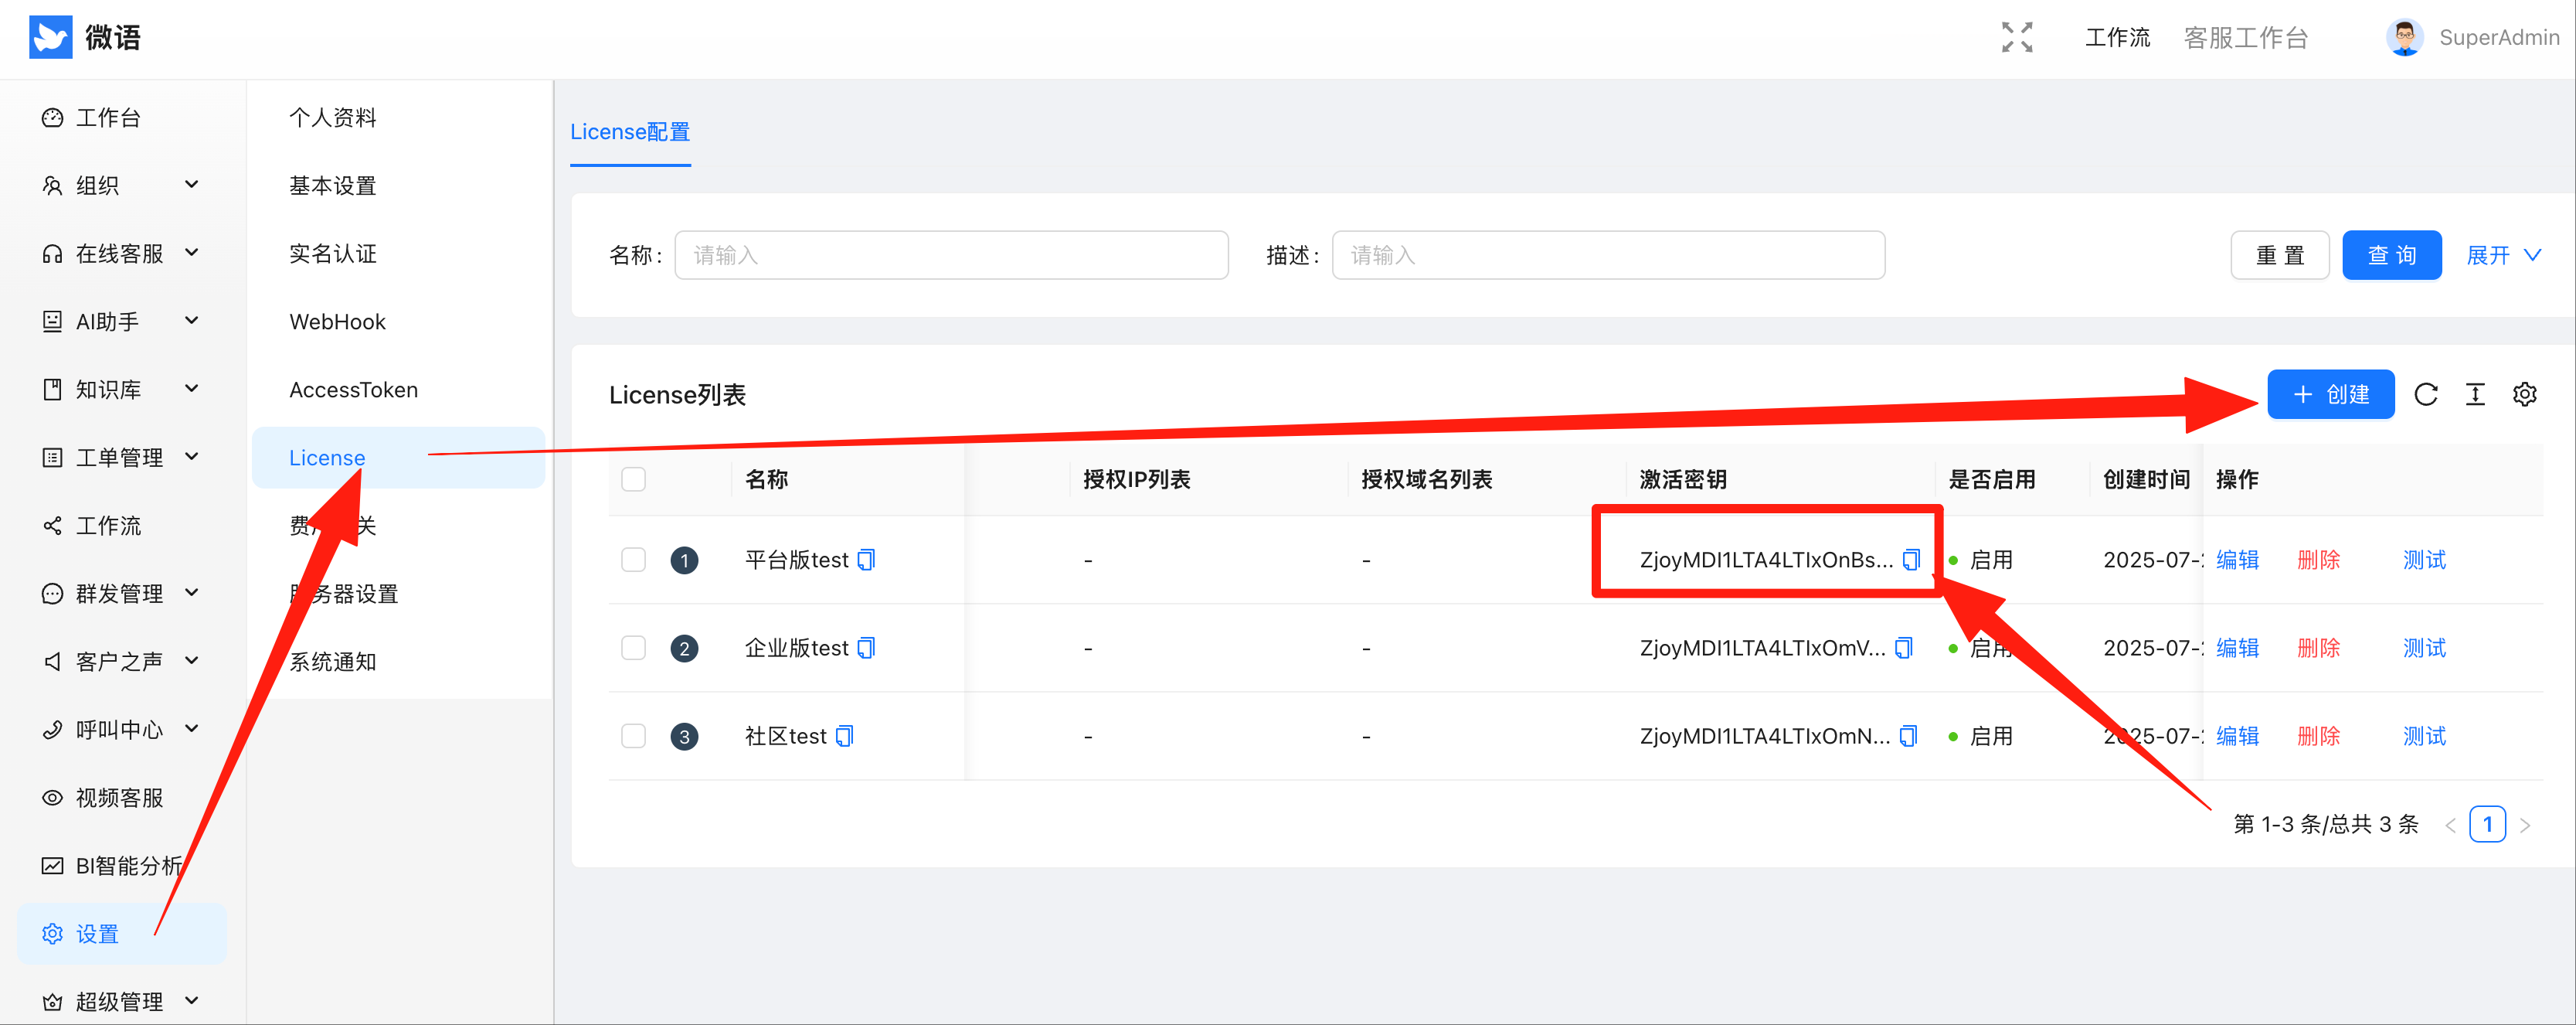 微语
工作流 客服工作台 SuperAdmin
工作台
组织
在线客服
AI助手
知识库
工单管理
工作流
群发管理
客户之声
呼叫中心
视频客服
BI智能分析
设置
超级管理
个人资料
基本设置
实名认证
WebHook
AccessToken
License
费 关
服务器设置
系统通知
License配置
名称: 请输入 描述: 请输入 重 置 查 询 展开
License列表 + 创建
名称 授权IP列表 授权域名列表 激活密钥 是否启用 创建时间 操作
1 平台版test - - ZjoyMDI1LTA4LTIxOnBs... 启用 2025-07-2 编辑 删除 测试
2 企业版test - - ZjoyMDI1LTA4LTIxOmV... 启用 2025-07-2 编辑 删除 测试
3 社区test - - ZjoyMDI1LTA4LTIxOmN... 启用 2025-07-2 编辑 删除 测试
第 1-3 条/总共 3 条 < 1 >